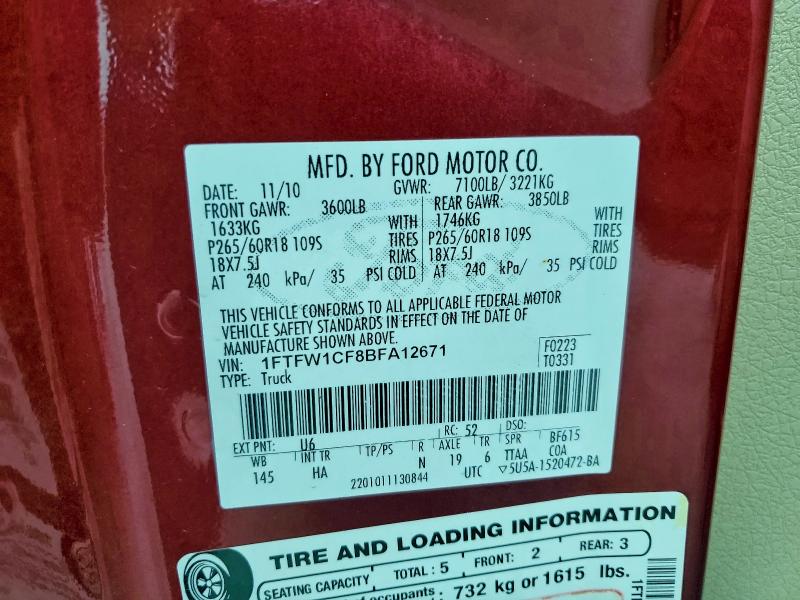 MFD. BY FORD MOTOR CO.
DATE: 11/10 GVWR: 7100LB/ 3221KG
FRONT GAWR: 3600LB REAR GAWR: 3850LB
1633KG WITH 1746KG WITH
P265/60R18 109S TIRES P265/60R18 109S TIRES
18X7.5J RIMS 18X7.5J RIMS
AT 240 kPa/ 35 PSI COLD AT 240 kPa/ 35 PSI COLD
THIS VEHICLE CONFORMS TO ALL APPLICABLE FEDERAL MOTOR
VEHICLE SAFETY STANDARDS IN EFFECT ON THE DATE OF
MANUFACTURE SHOWN ABOVE.
VIN: 1FTFW1CF8BFA12671 F0223
TYPE: Truck T0331
EXT PNT: U6 RC: 52 DSO:
WB INT TR TP/PS R AXLE TR SPR BF615
145 HA N 19 6 TTAA COA
2201011130844 UTC ▽5U5A-1520472-BA
TIRE AND LOADING INFORMATION
SEATING CAPACITY TOTAL : 5 FRONT: 2 REAR: 3
occupants : 732 kg or 1615 lbs.
1FT